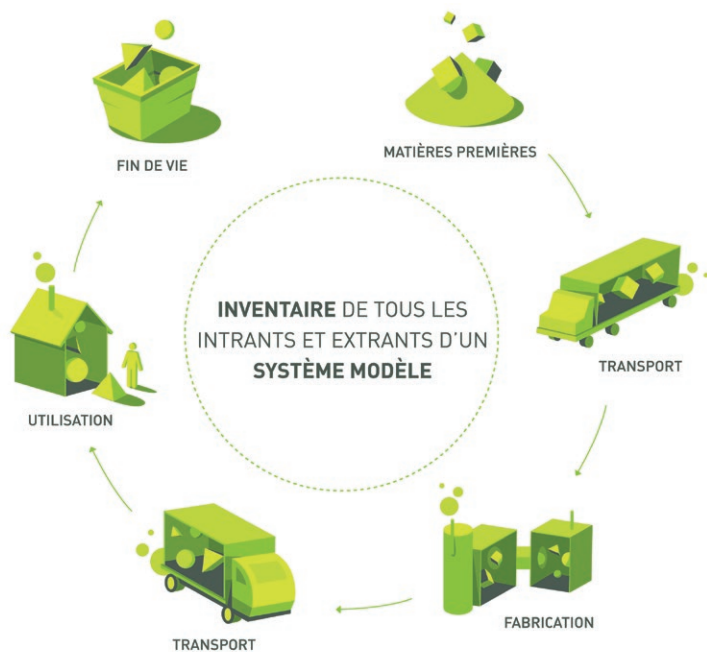 FIN DE VIE
MATIÈRES PREMIÈRES
INVENTAIRE DE TOUS LES
INTRANTS ET EXTRANTS D'UN
SYSTÈME MODÈLE
TRANSPORT
UTILISATION
FABRICATION
TRANSPORT